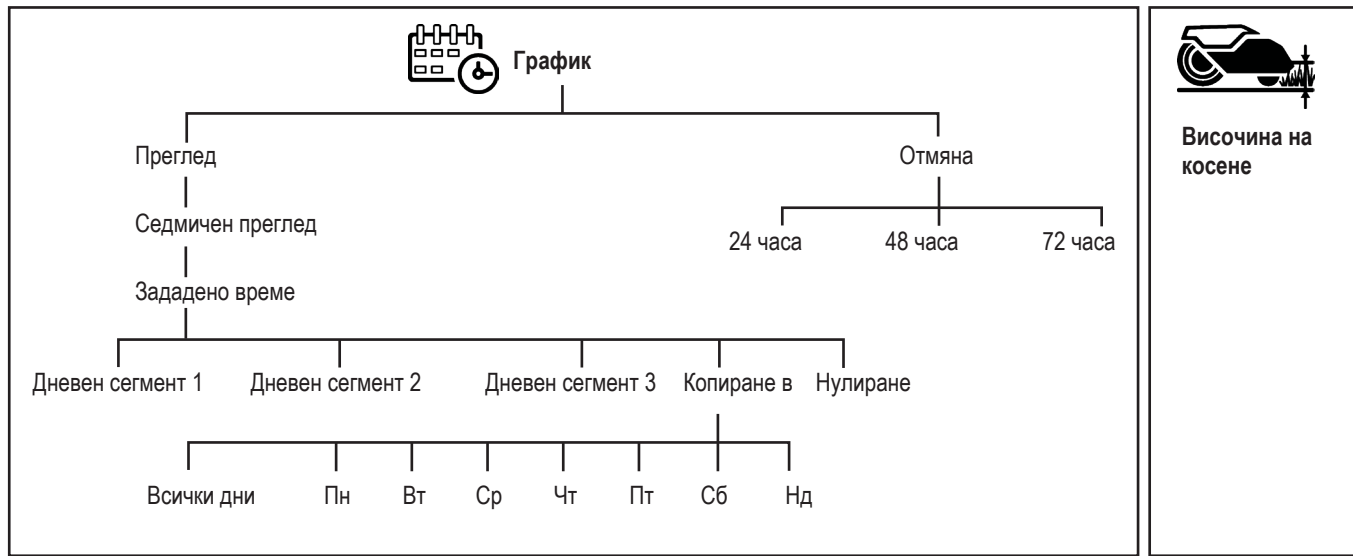 График
Преглед
Отмяна
Седмичен преглед
24 часа
48 часа
72 часа
Зададено време
Дневен сегмент 1
Дневен сегмент 2
Дневен сегмент 3
Копиране в
Нулиране
Всички дни
Пн
Вт
Ср
Чт
Пт
Сб
Нд
Височина на
косене